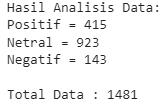 Hasil Analisis Data:
Positif = 415
Netral = 923
Negatif = 143
Total Data : 1481